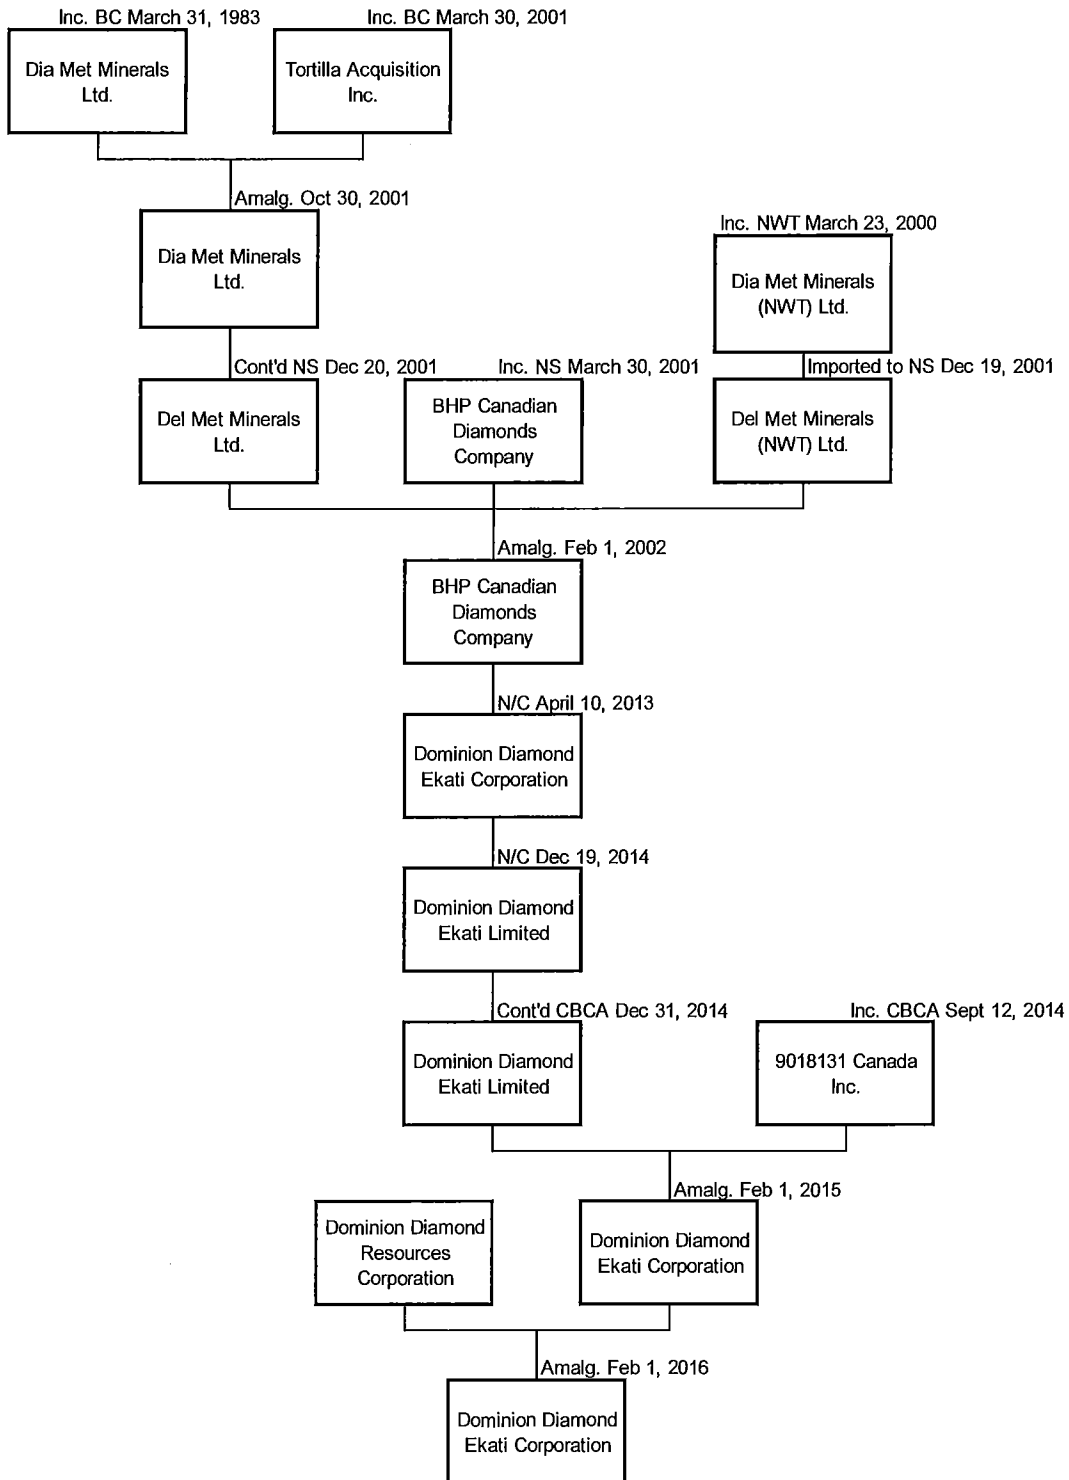 Inc. BC March 31, 1983
Inc. BC March 30, 2001
Dia Met Minerals
Ltd.
Tortilla Acquisition
Inc.
Amalg. Oct 30, 2001
Dia Met Minerals
Ltd.
Inc. NWT March 23, 2000
Dia Met Minerals
(NWT) Ltd.
Cont'd NS Dec 20, 2001
Inc. NS March 30, 2001
Imported to NS Dec 19, 2001
Del Met Minerals
Ltd.
BHP Canadian
Diamonds
Company
Del Met Minerals
(NWT) Ltd.
Amalg. Feb 1, 2002
BHP Canadian
Diamonds
Company
N/C April 10, 2013
Dominion Diamond
Ekati Corporation
N/C Dec 19, 2014
Dominion Diamond
Ekati Limited
Cont'd CBCA Dec 31, 2014
Inc. CBCA Sept 12, 2014
Dominion Diamond
Ekati Limited
9018131 Canada
Inc.
Amalg. Feb 1, 2015
Dominion Diamond
Resources
Corporation
Dominion Diamond
Ekati Corporation
Amalg. Feb 1, 2016
Dominion Diamond
Ekati Corporation